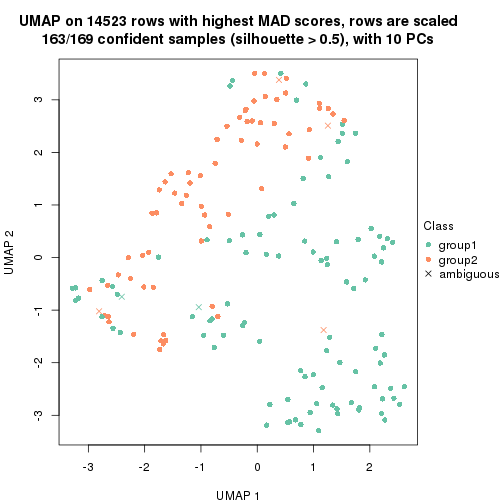 UMAP on 14523 rows with highest MAD scores, rows are scaled
163/169 confident samples (silhouette > 0.5), with 10 PCs
3
2
1
0
-1
-2
-3
UMAP 2
-3 -2 -1 0 1 2
UMAP 1
Class
group1
group2
ambiguous